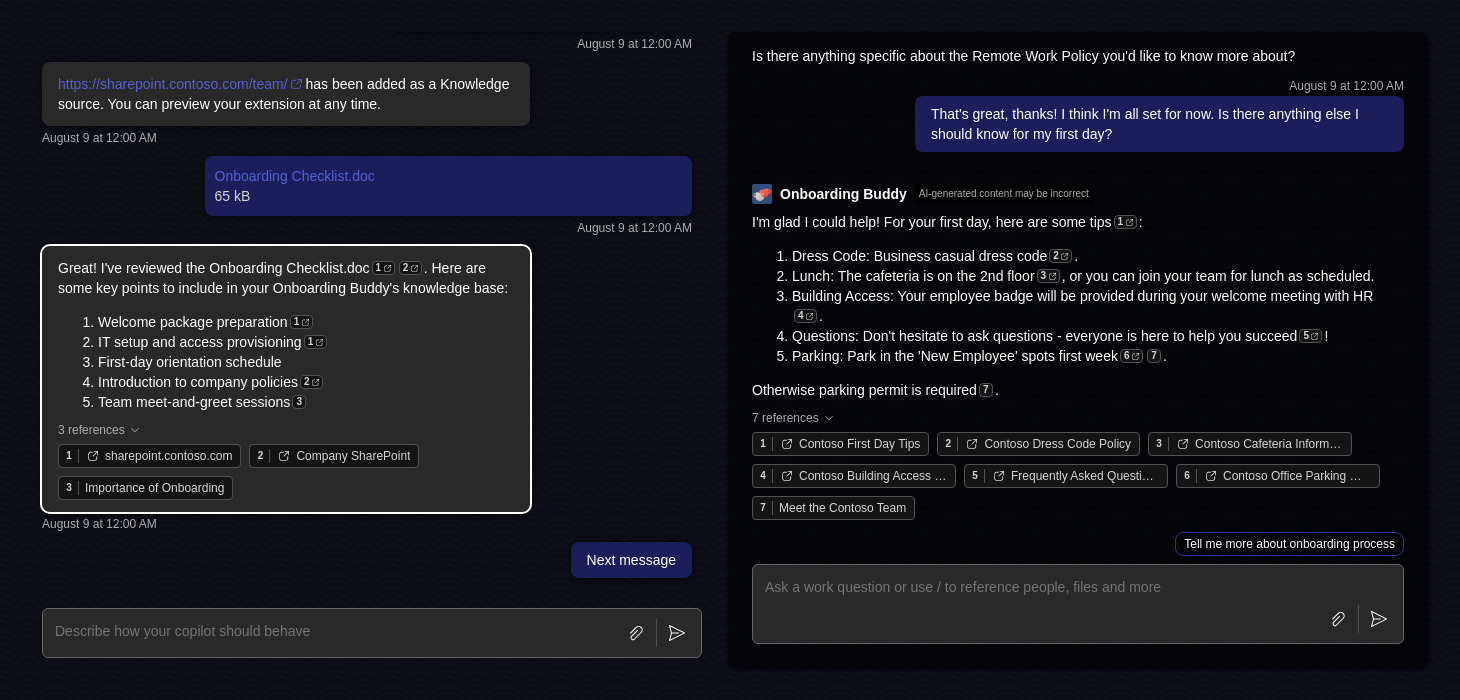 August 9 at 12:00 AM
https://sharepoint.contoso.com/team/ has been added as a Knowledge
source. You can preview your extension at any time.
August 9 at 12:00 AM
Onboarding Checklist.doc
65 kB
August 9 at 12:00 AM
Great! I've reviewed the Onboarding Checklist.doc 1 2 . Here are
some key points to include in your Onboarding Buddy's knowledge base:
1. Welcome package preparation 1
2. IT setup and access provisioning 1
3. First-day orientation schedule
4. Introduction to company policies 2
5. Team meet-and-greet sessions 3
3 references
1 sharepoint.contoso.com 2 Company SharePoint
3 Importance of Onboarding
August 9 at 12:00 AM
Next message
Describe how your copilot should behave
Is there anything specific about the Remote Work Policy you'd like to know more about?
August 9 at 12:00 AM
That's great, thanks! I think I'm all set for now. Is there anything else I
should know for my first day?
Onboarding Buddy AI-generated content may be incorrect
I'm glad I could help! For your first day, here are some tips 1 :
1. Dress Code: Business casual dress code 2 .
2. Lunch: The cafeteria is on the 2nd floor 3 , or you can join your team for lunch as scheduled.
3. Building Access: Your employee badge will be provided during your welcome meeting with HR
4 .
4. Questions: Don't hesitate to ask questions - everyone is here to help you succeed 5 !
5. Parking: Park in the 'New Employee' spots first week 6 7 .
Otherwise parking permit is required 7 .
7 references
1 Contoso First Day Tips 2 Contoso Dress Code Policy 3 Contoso Cafeteria Inform…
4 Contoso Building Access … 5 Frequently Asked Questi… 6 Contoso Office Parking …
7 Meet the Contoso Team
Tell me more about onboarding process
Ask a work question or use / to reference people, files and more